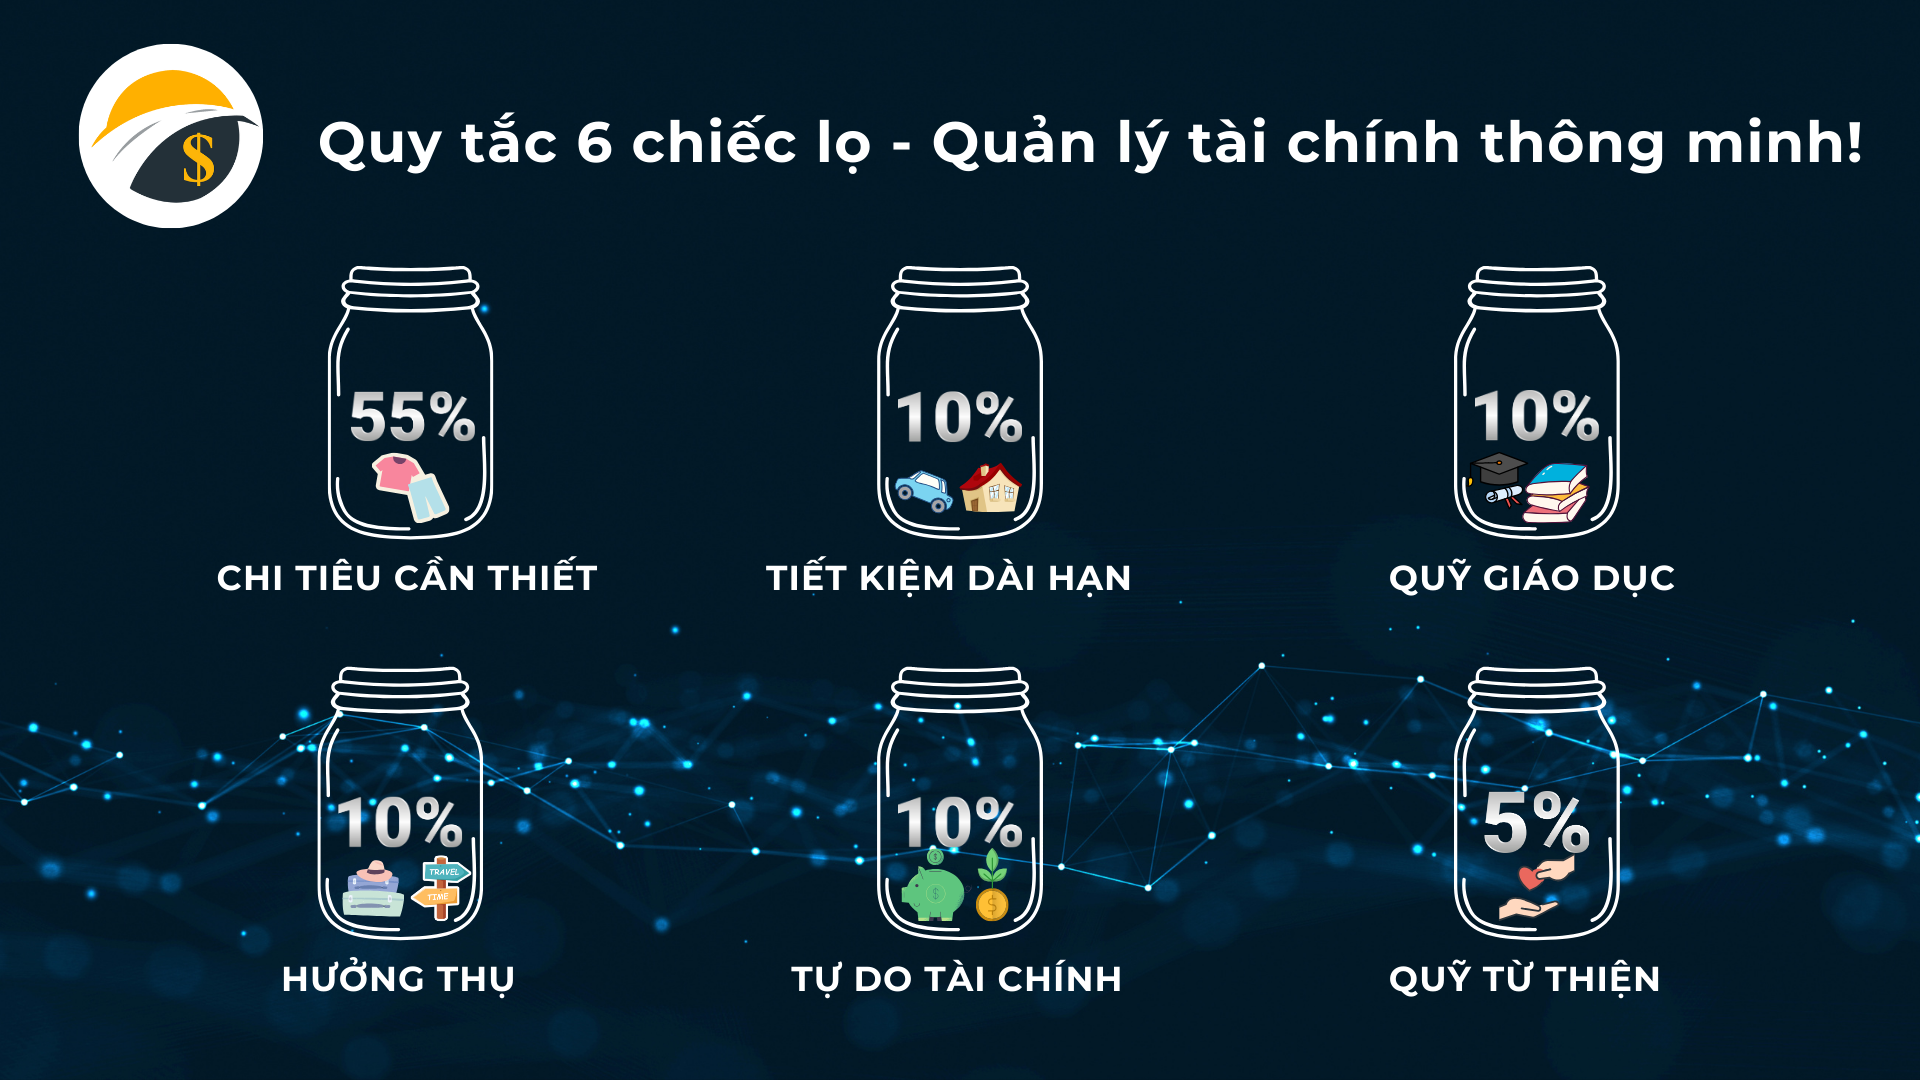 $
Quy tắc 6 chiếc lọ - Quản lý tài chính thông minh!
55%
10%
10%
CHI TIÊU CẦN THIẾT
TIẾT KIỆM DÀI HẠN
QUỸ GIÁO DỤC
10%
10%
5%
TRAVEL
TIME
$
$
$
HƯỞNG THỤ
TỰ DO TÀI CHÍNH
QUỸ TỪ THIỆN